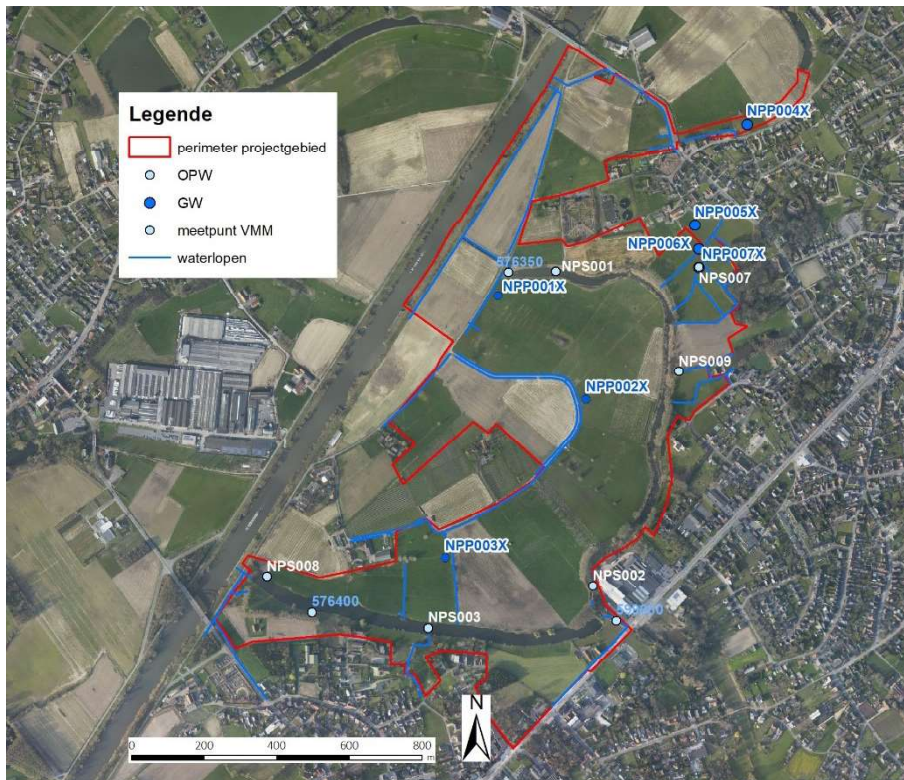 Legende
perimeter projectgebied
OPW
GW
meetpunt VMM
waterlopen
NPP004X
NPP005X
NPP006X
NPP007X
NPS007
576350
NPS001
NPP001X
NPS009
NPP002X
NPP003X
NPS008
576400
NPS003
NPS002
N
0 200 400 600 800
m